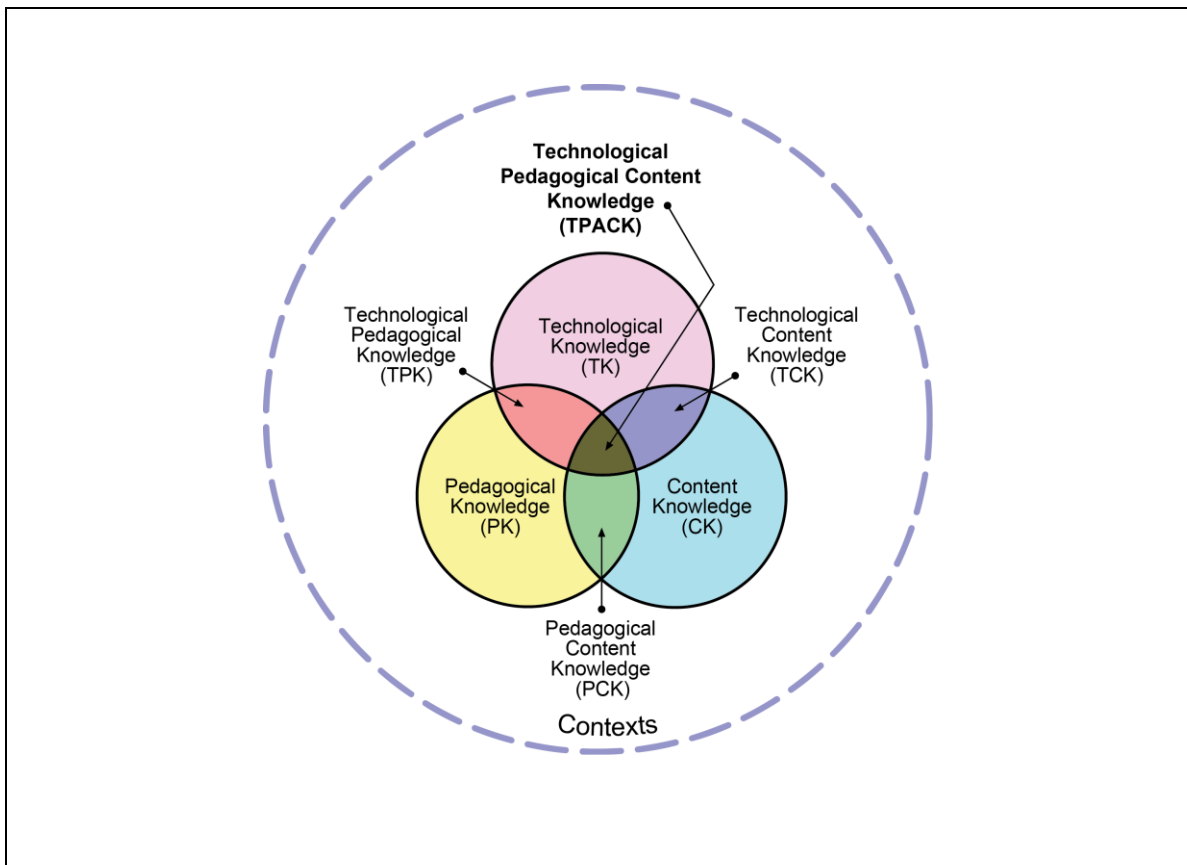 Technological
Pedagogical Content
Knowledge
(TPACK)
Technological
Pedagogical
Knowledge
(TPK)
Technological
Knowledge
(TK)
Technological
Content
Knowledge
(TCK)
Pedagogical
Knowledge
(PK)
Content
Knowledge
(CK)
Pedagogical
Content
Knowledge
(PCK)
Contexts